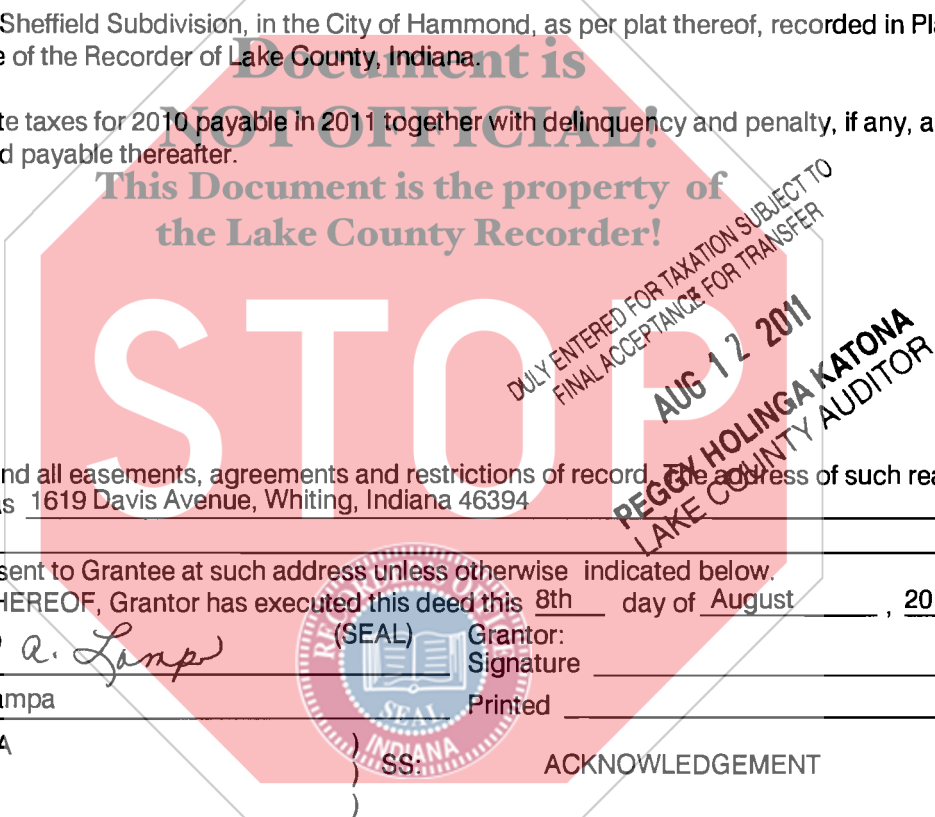 Sheffield Subdivision, in the City of Hammond, as per plat thereof, recorded in Pla
e of the Recorder of Lake County, Indiana.
Document is
te taxes for 2010 payable in 2011 together with delinquency and penalty, if any, a
NOT OFFICIAL!
d payable thereafter.
This Document is the property of
the Lake County Recorder!
DULY ENTERED FOR TAXATION SUBJECT TO
FINAL ACCEPTANCE FOR TRANSFER
AUG 12 2011
PEGGY HOLINGA KATONA
LAKE COUNTY AUDITOR
STOP
nd all easements, agreements and restrictions of record. The address of such rea
s 1619 Davis Avenue, Whiting, Indiana 46394
sent to Grantee at such address unless otherwise indicated below.
HEREOF, Grantor has executed this deed this 8th day of August , 20
a. Lamp (SEAL) Grantor:
Signature
mpa Printed
A
) SS: ACKNOWLEDGEMENT
)
)
RECORDER'S OFFICE
SEAL
INDIANA